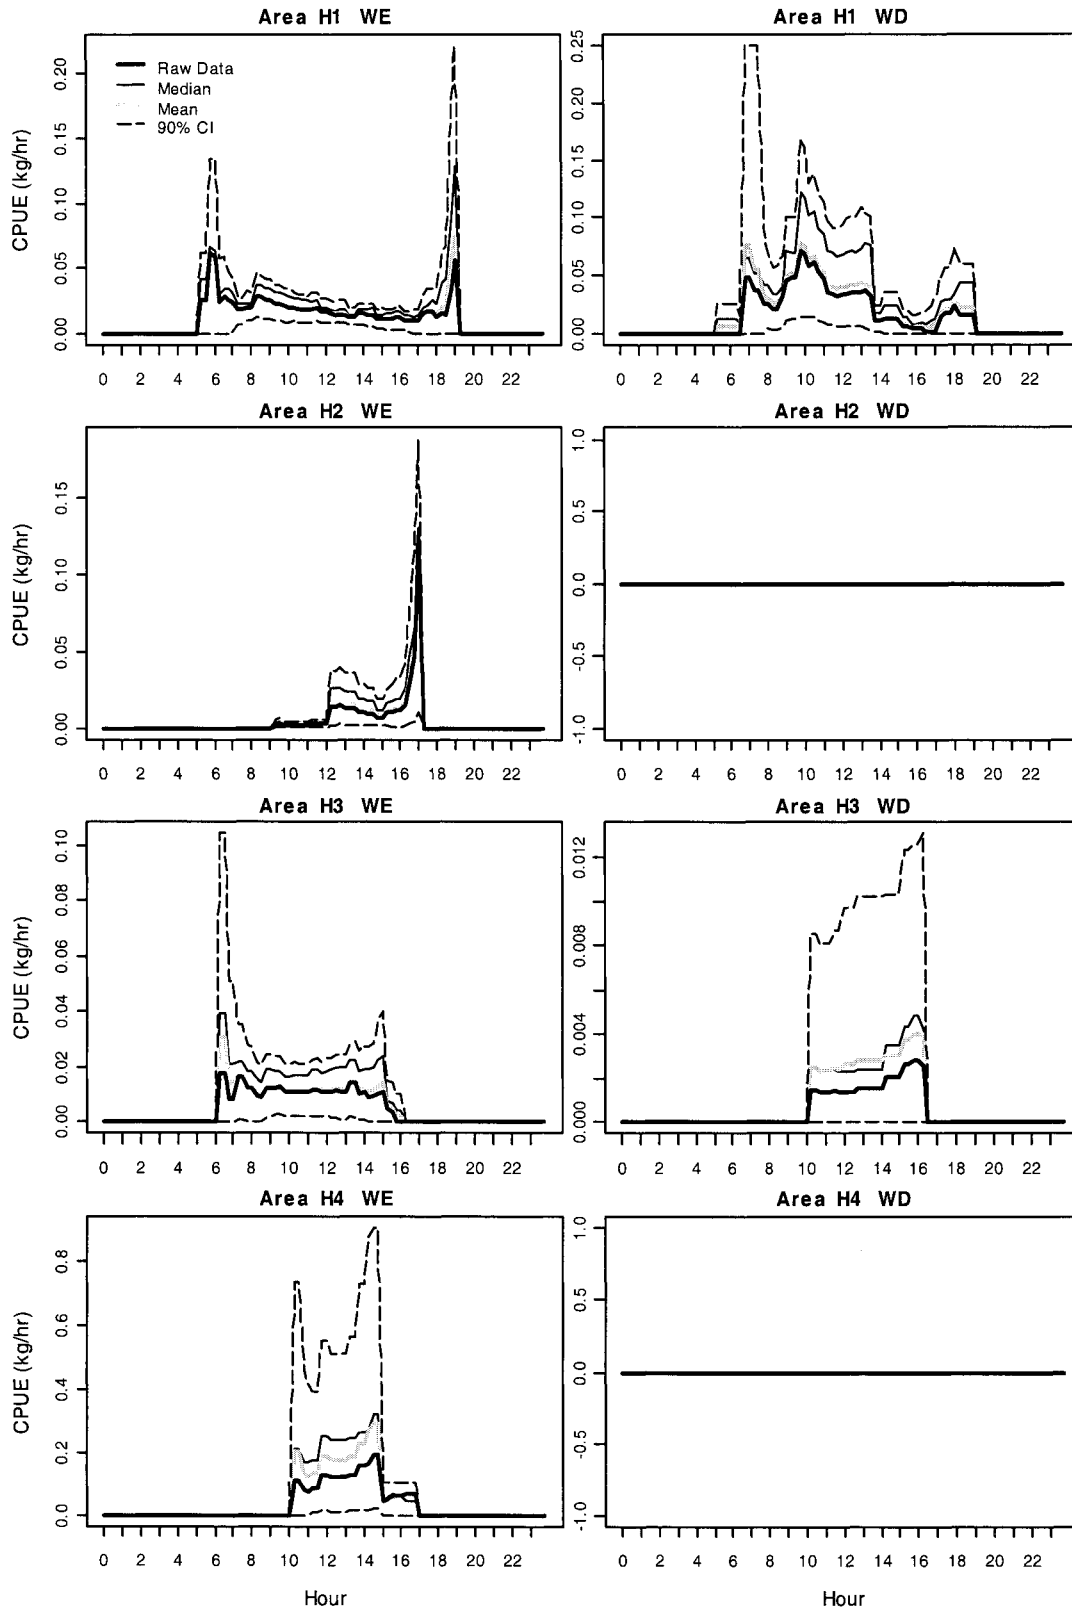 Area H1 WE
Area H1 WD
CPUE (kg/hr)
0.20
0.15
0.10
0.05
0.00
Raw Data
Median
Mean
90% CI
0.25
0.20
0.15
0.10
0.05
0.00
0 2 4 6 8 10 12 14 16 18 20 22
0 2 4 6 8 10 12 14 16 18 20 22
Area H2 WE
Area H2 WD
CPUE (kg/hr)
0.15
0.10
0.05
0.00
1.0
0.5
0.0
-0.5
-1.0
0 2 4 6 8 10 12 14 16 18 20 22
0 2 4 6 8 10 12 14 16 18 20 22
Area H3 WE
Area H3 WD
CPUE (kg/hr)
0.10
0.08
0.06
0.04
0.02
0.00
0.012
0.008
0.004
0.000
0 2 4 6 8 10 12 14 16 18 20 22
0 2 4 6 8 10 12 14 16 18 20 22
Area H4 WE
Area H4 WD
CPUE (kg/hr)
0.8
0.6
0.4
0.2
0.0
1.0
0.5
0.0
-0.5
-1.0
0 2 4 6 8 10 12 14 16 18 20 22
0 2 4 6 8 10 12 14 16 18 20 22
Hour
Hour